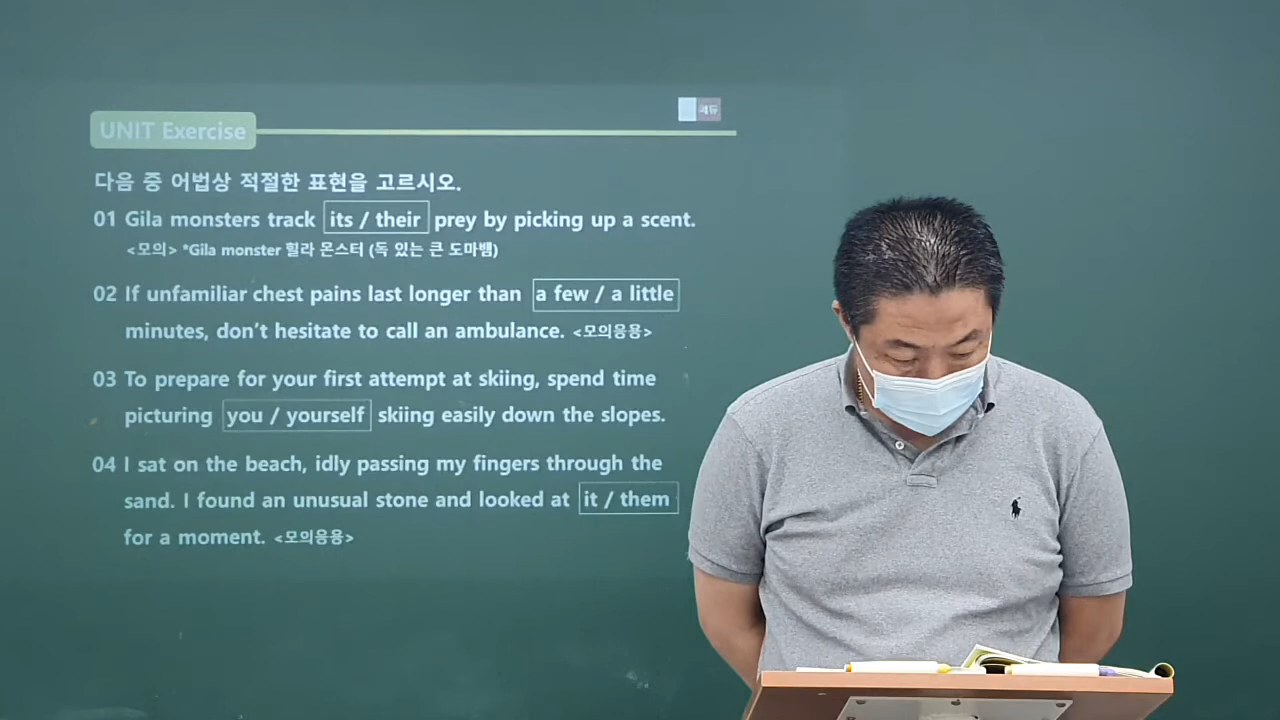 에듀
UNIT Exercise
다음 중 어법상 적절한 표현을 고르시오.
01 Gila monsters track its / their prey by picking up a scent.
<모의> *Gila monster 힐라 몬스터 (독 있는 큰 도마뱀)
02 If unfamiliar chest pains last longer than a few / a little
minutes, don't hesitate to call an ambulance. <모의응용>
03 To prepare for your first attempt at skiing, spend time
picturing you / yourself skiing easily down the slopes.
04 I sat on the beach, idly passing my fingers through the
sand. I found an unusual stone and looked at it / them
for a moment. <모의응용>